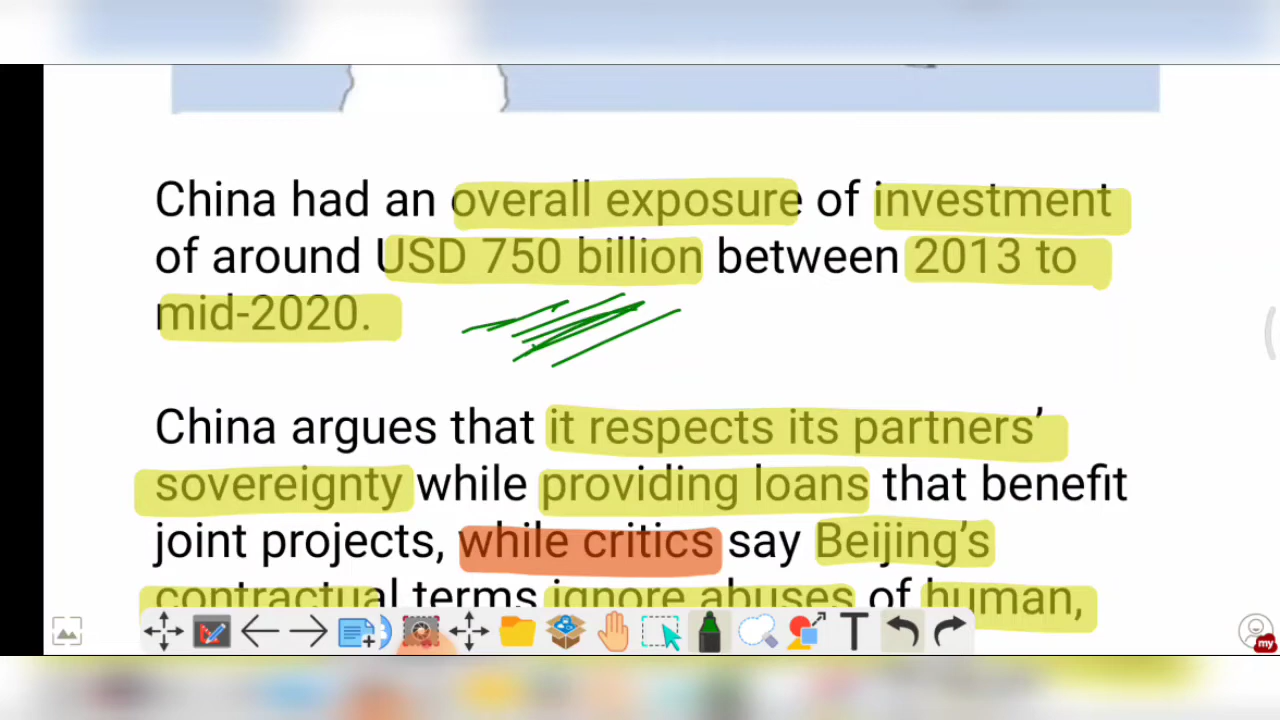 China had an overall exposure of investment
of around USD 750 billion between 2013 to
mid-2020.
China argues that it respects its partners’
sovereignty while providing loans that benefit
joint projects, while critics say Beijing’s
contractual terms ignore abuses of human,
T
my